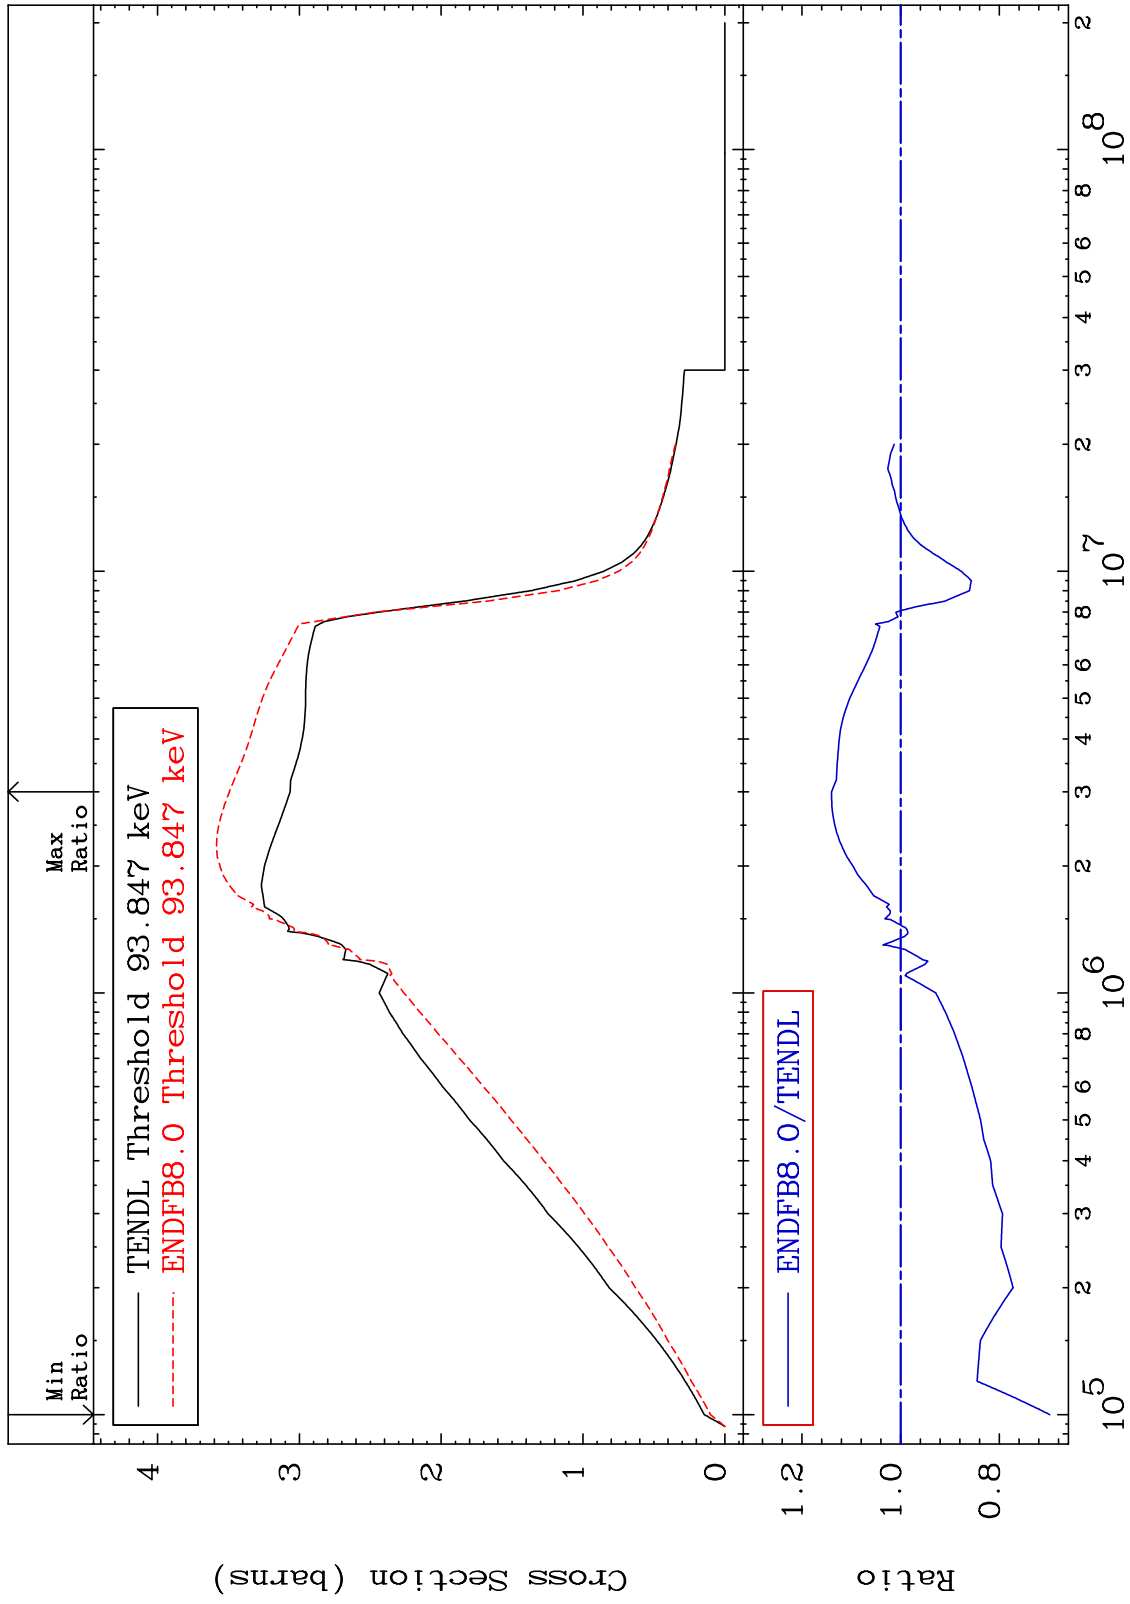 Min
Ratio
Max
Ratio
TENDL Threshold 93.847 keV
ENDFB8.0 Threshold 93.847 keV
4
3
2
1
0
Cross Section (barns)
ENDFB8.0/TENDL
1.2
1.0
0.8
Ratio
2 3 4 5 6 8 2 3 4 5 6 8 2 3 4 5 6 8 2
10^5 10^6 10^7 10^8